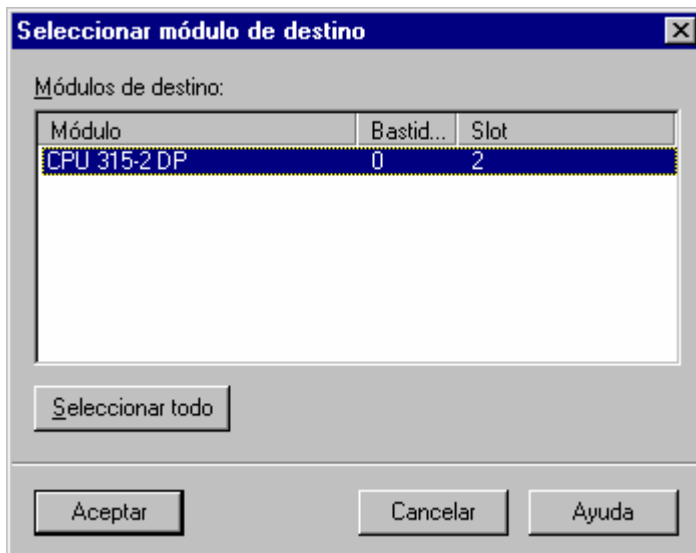 Seleccionar módulo de destino
Módulos de destino:
Módulo Bastid... Slot
CPU 315-2 DP 0 2
Seleccionar todo
Aceptar Cancelar Ayuda